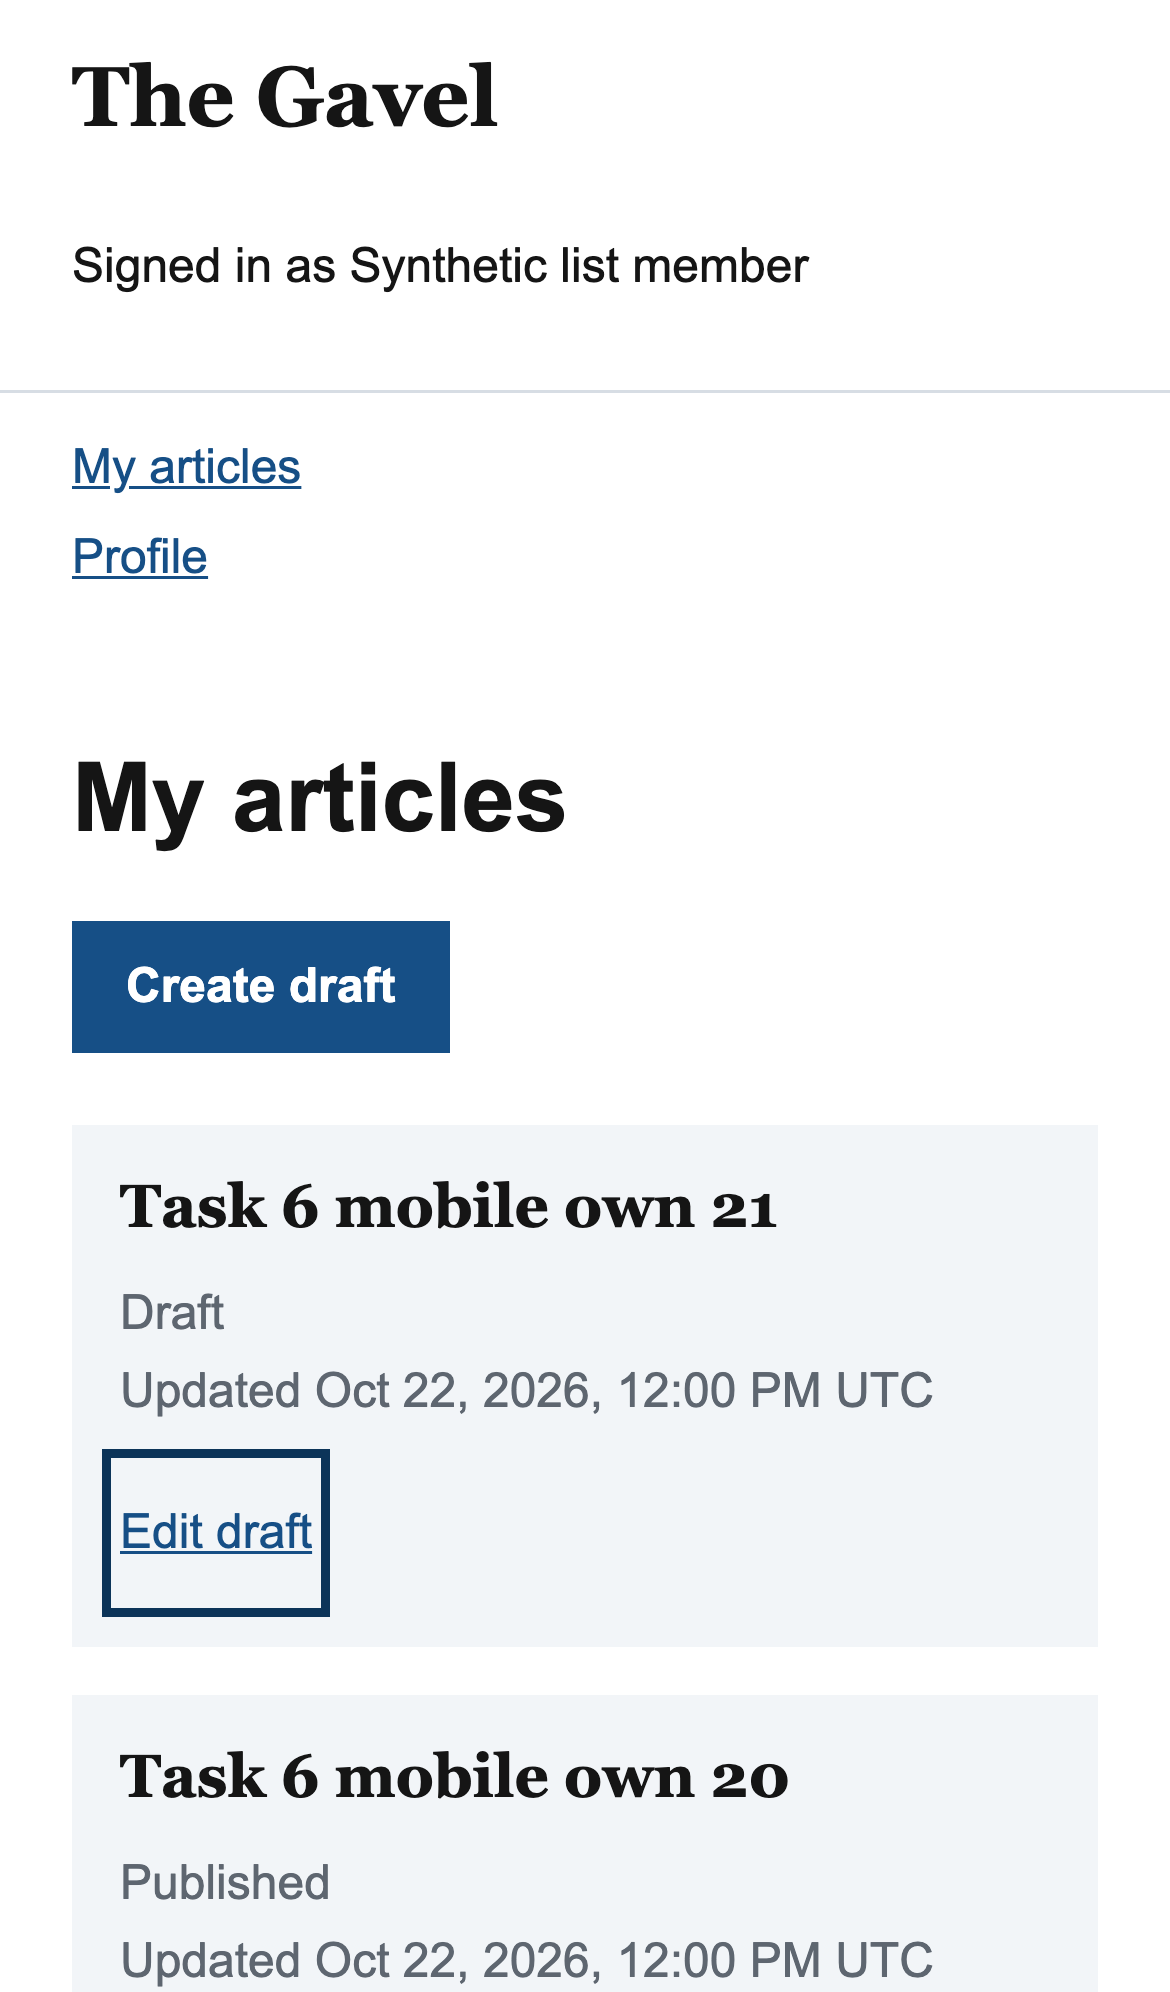 The Gavel
Signed in as Synthetic list member
My articles
Profile
My articles
Create draft
Task 6 mobile own 21
Draft
Updated Oct 22, 2026, 12:00 PM UTC
Edit draft
Task 6 mobile own 20
Published
Updated Oct 22, 2026, 12:00 PM UTC